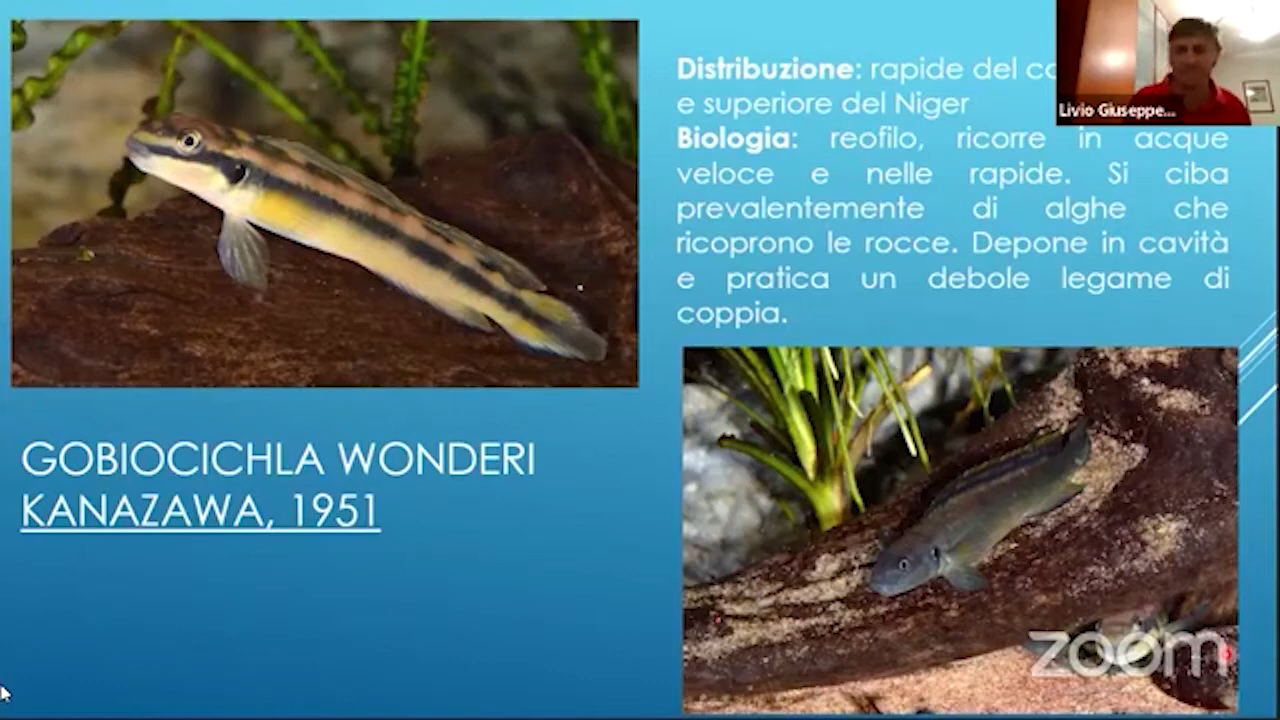 Distribuzione: rapide del
e superiore del Niger
Biologia: reofilo, ricorre in acque
veloce e nelle rapide. Si ciba
prevalentemente di alghe che
ricoprono le rocce. Depone in cavità
e pratica un debole legame di
coppia.
Livio Giuseppe...
GOBIOCICHLA WONDERI
KANAZAWA, 1951
zoom